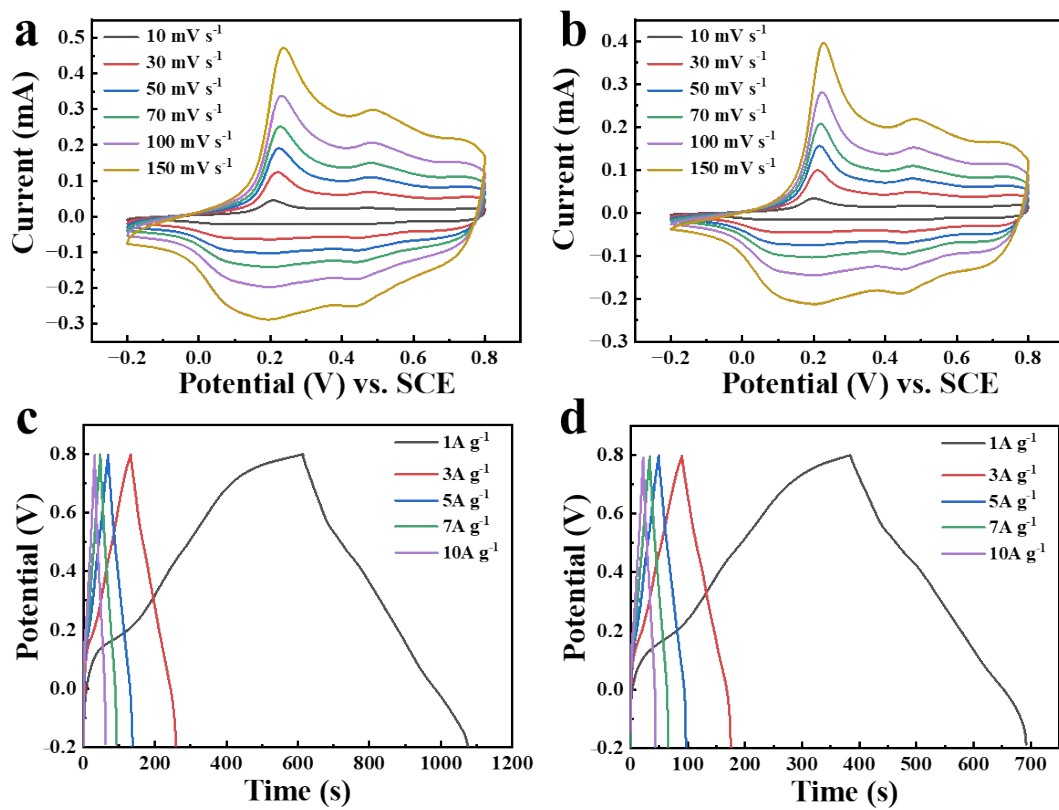 a
10 mV s⁻¹
30 mV s⁻¹
50 mV s⁻¹
70 mV s⁻¹
100 mV s⁻¹
150 mV s⁻¹
0.5
0.4
0.3
0.2
0.1
0.0
−0.1
−0.2
−0.3
Current (mA)
−0.2
0.0
0.2
0.4
0.6
0.8
Potential (V) vs. SCE
b
10 mV s⁻¹
30 mV s⁻¹
50 mV s⁻¹
70 mV s⁻¹
100 mV s⁻¹
150 mV s⁻¹
0.4
0.3
0.2
0.1
0.0
−0.1
−0.2
0.3
Current (mA)
−0.2
0.0
0.2
0.4
0.6
0.8
Potential (V) vs. SCE
c
1A g⁻¹
3A g⁻¹
5A g⁻¹
7A g⁻¹
10A g⁻¹
0.8
0.6
0.4
0.2
0.0
−0.2
Potential (V)
0
200
400
600
800
1000
1200
Time (s)
d
1A g⁻¹
3A g⁻¹
5A g⁻¹
7A g⁻¹
10A g⁻¹
0.8
0.6
0.4
0.2
0.0
−0.2
Potential (V)
0
100
200
300
400
500
600
700
Time (s)